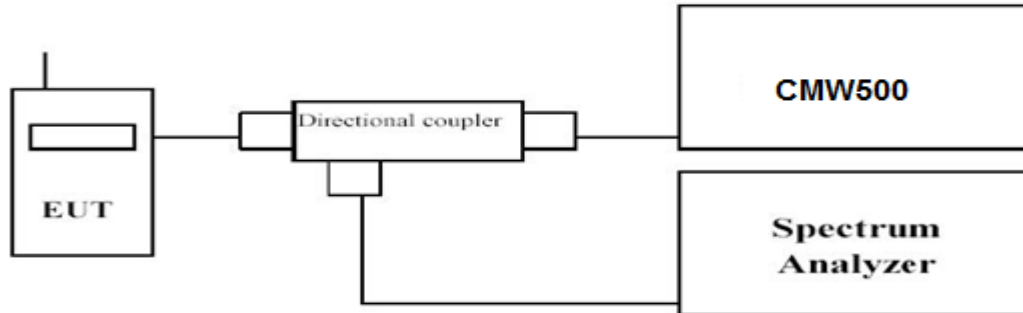 CMW500
Directional coupler
EUT
Spectrum
Analyzer